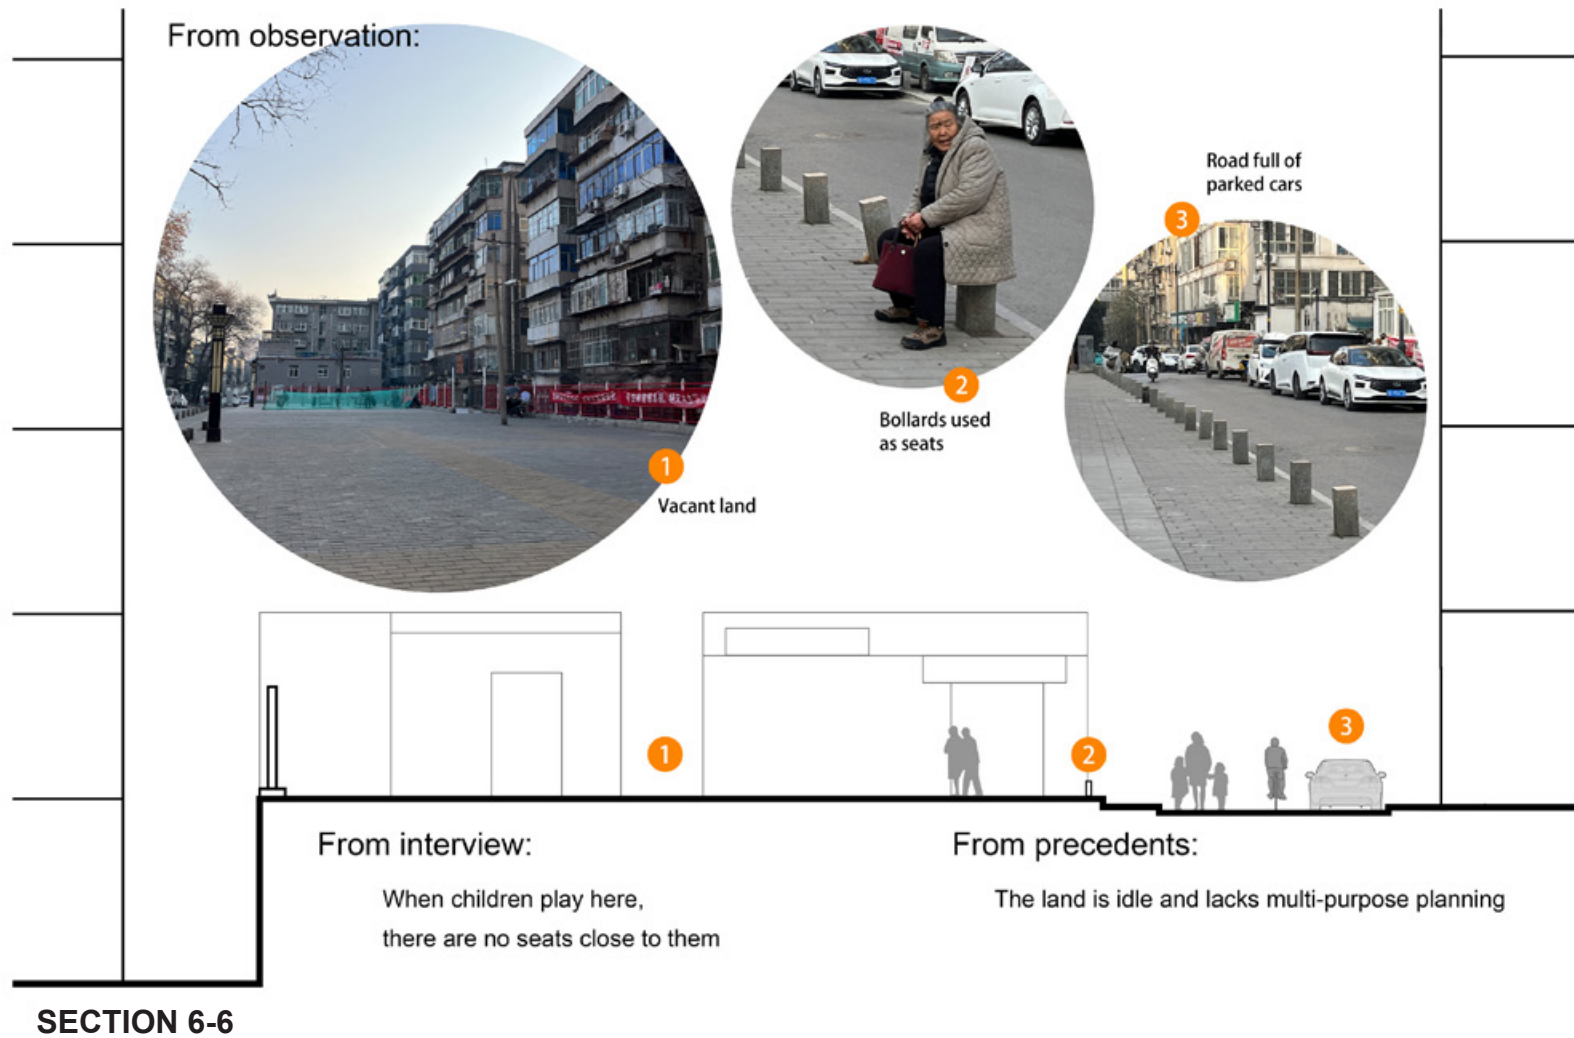 From observation:
Road full of
parked cars
3
2
Bollards used
as seats
1
Vacant land
1
2
3
From interview:
When children play here,
there are no seats close to them
From precedents:
The land is idle and lacks multi-purpose planning
SECTION 6-6